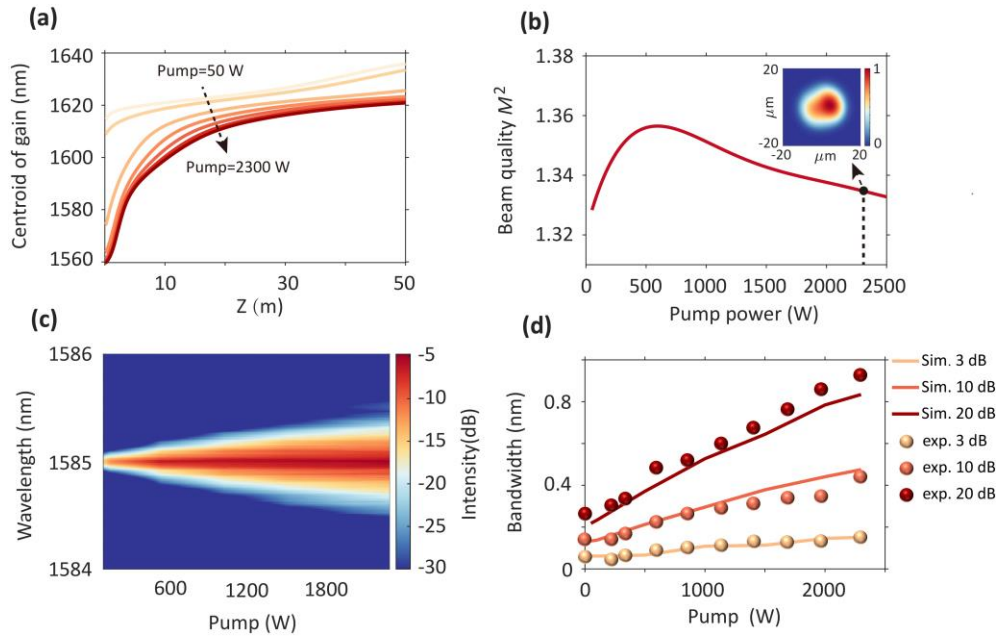 (a)
Centroid of gain (nm)
1640
1620
1600
1580
1560
Pump=50 W
Pump=2300 W
10
30
50
Z (m)
(b)
Beam quality M²
1.38
1.36
1.34
1.32
20
μm
-20
-20
μm
20
1
0
0
500
1000
1500
2000
2500
Pump power (W)
(c)
Wavelength (nm)
1586
1585
1584
600
1200
1800
Pump (W)
-5
-10
-15
-20
-25
-30
Intensity(dB)
(d)
Bandwidth (nm)
0.8
0.4
0
0
1000
2000
Pump (W)
Sim. 3 dB
Sim. 10 dB
Sim. 20 dB
exp. 3 dB
exp. 10 dB
exp. 20 dB